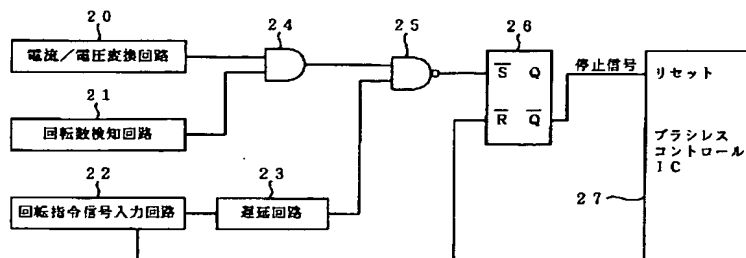 20
電流/電圧変換回路
21
回転数検知回路
22
回転指令信号入力回路
23
遅延回路
24
25
26
S Q
R Q
停止信号
リセット
ブラシレス
コントロール
IC
27